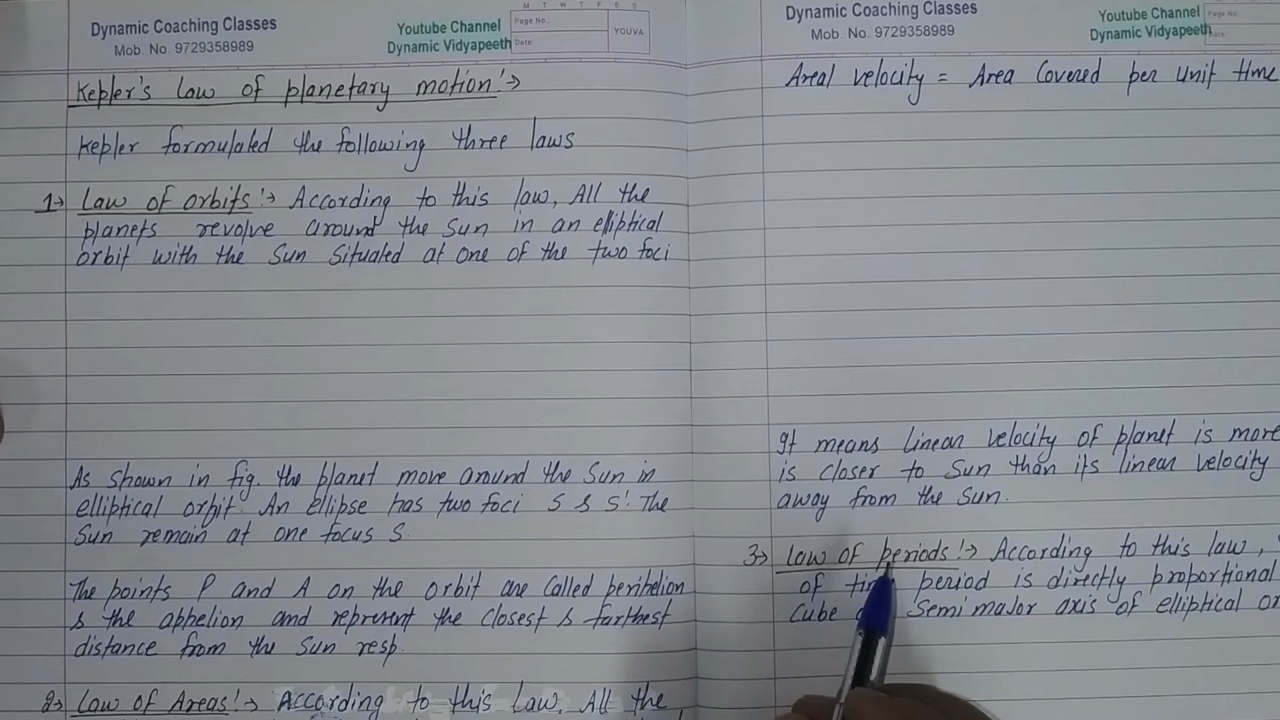 Dynamic Coaching Classes
Mob. No. 9729358989
Youtube Channel
Dynamic Vidyapeeth
M T W T F S S
Page No.:
Date:
YOUVA
Kepler's Law of planetary motion:→
Kepler formulated the following three laws
1→ Law of orbits:→ According to this law, All the
planets revolve around the Sun in an elliptical
orbit with the Sun Situated at one of the two foci
As shown in fig. the planet move around the Sun in
elliptical orbit. An ellipse has two foci S & S'. The
Sun remain at one focus S.
The points P and A on the orbit are called perihelion
& the aphelion and represent the closest & farthest
distance from the Sun resp.
2→ Law of Areas:→ According to this Law, All the
Dynamic Coaching Classes
Mob. No. 9729358989
Youtube Channel
Dynamic Vidyapeeth
Page No.
Date:
Areal velocity = Area Covered per unit time
It means linear velocity of planet is more
is closer to Sun than its linear velocity
away from the Sun.
3→ Law of periods:→ According to this law,
of period is directly proportional
Cube Semi major axis of elliptical